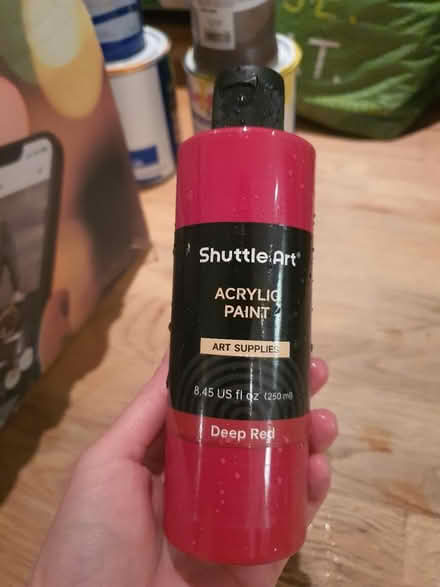 Shuttle Art®
ACRYLIC
PAINT
ART SUPPLIES
8.45 US fl oz (250 ml)
Deep Red
T.